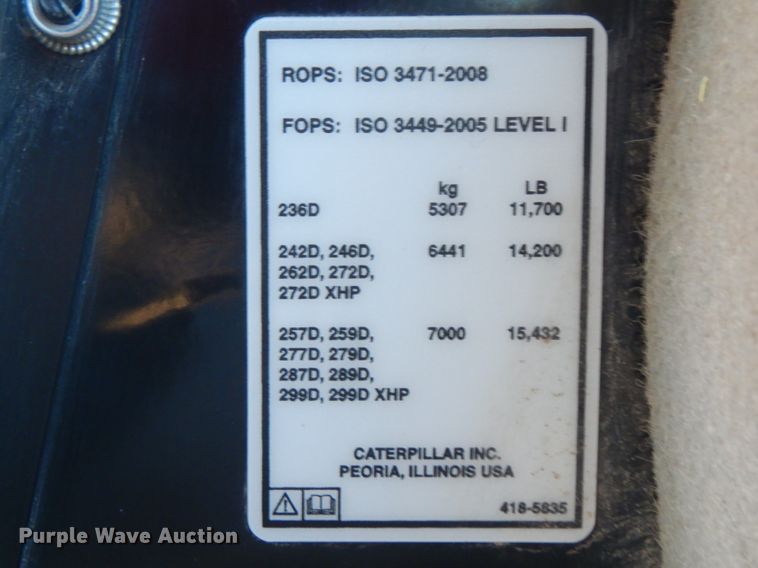 ROPS: ISO 3471-2008
FOPS: ISO 3449-2005 LEVEL I
kg LB
236D 5307 11,700
242D, 246D, 6441 14,200
262D, 272D,
272D XHP
257D, 259D, 7000 15,432
277D, 279D,
287D, 289D,
299D, 299D XHP
CATERPILLAR INC.
PEORIA, ILLINOIS USA
418-5835
Purple Wave Auction